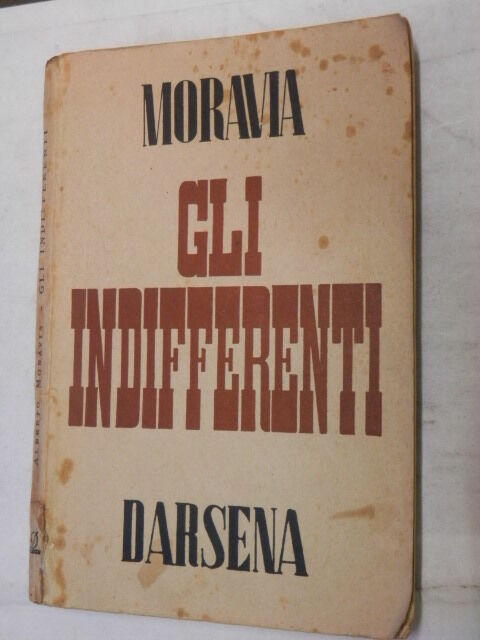 MORAVIA
GLI
INDIFFERENTI
DARSENA
ALBERTO MORAVIA - GLI INDIFFERENTI